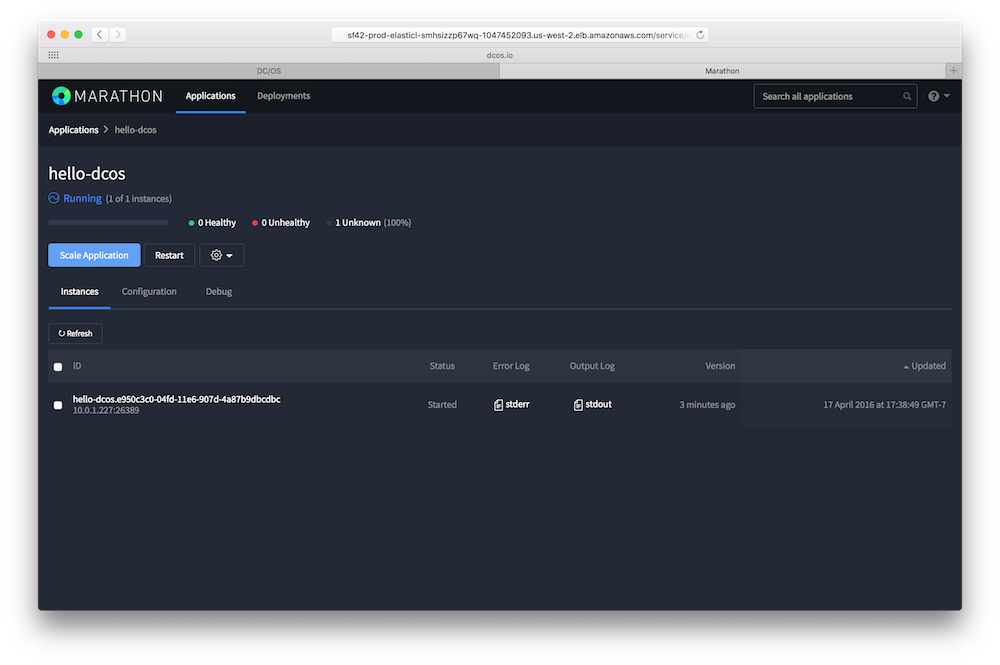 sf42-prod-elasticl-smhsizzp67wq-1047452093.us-west-2.elb.amazonaws.com/service/
dcos.io
DC/OS Marathon
MARATHON Applications Deployments Search all applications
Applications hello-dcos
hello-dcos
Running (1 of 1 Instances)
0 Healthy 0 Unhealthy 1 Unknown (100%)
Scale Application Restart
Instances Configuration Debug
Refresh
ID Status Error Log Output Log Version Updated
hello-dcos.e950c3c0-04fd-11e6-907d-4a87b9dbcdbc Started stderr stdout 3 minutes ago 17 April 2016 at 17:38:49 GMT-7
10.0.1.227:26389